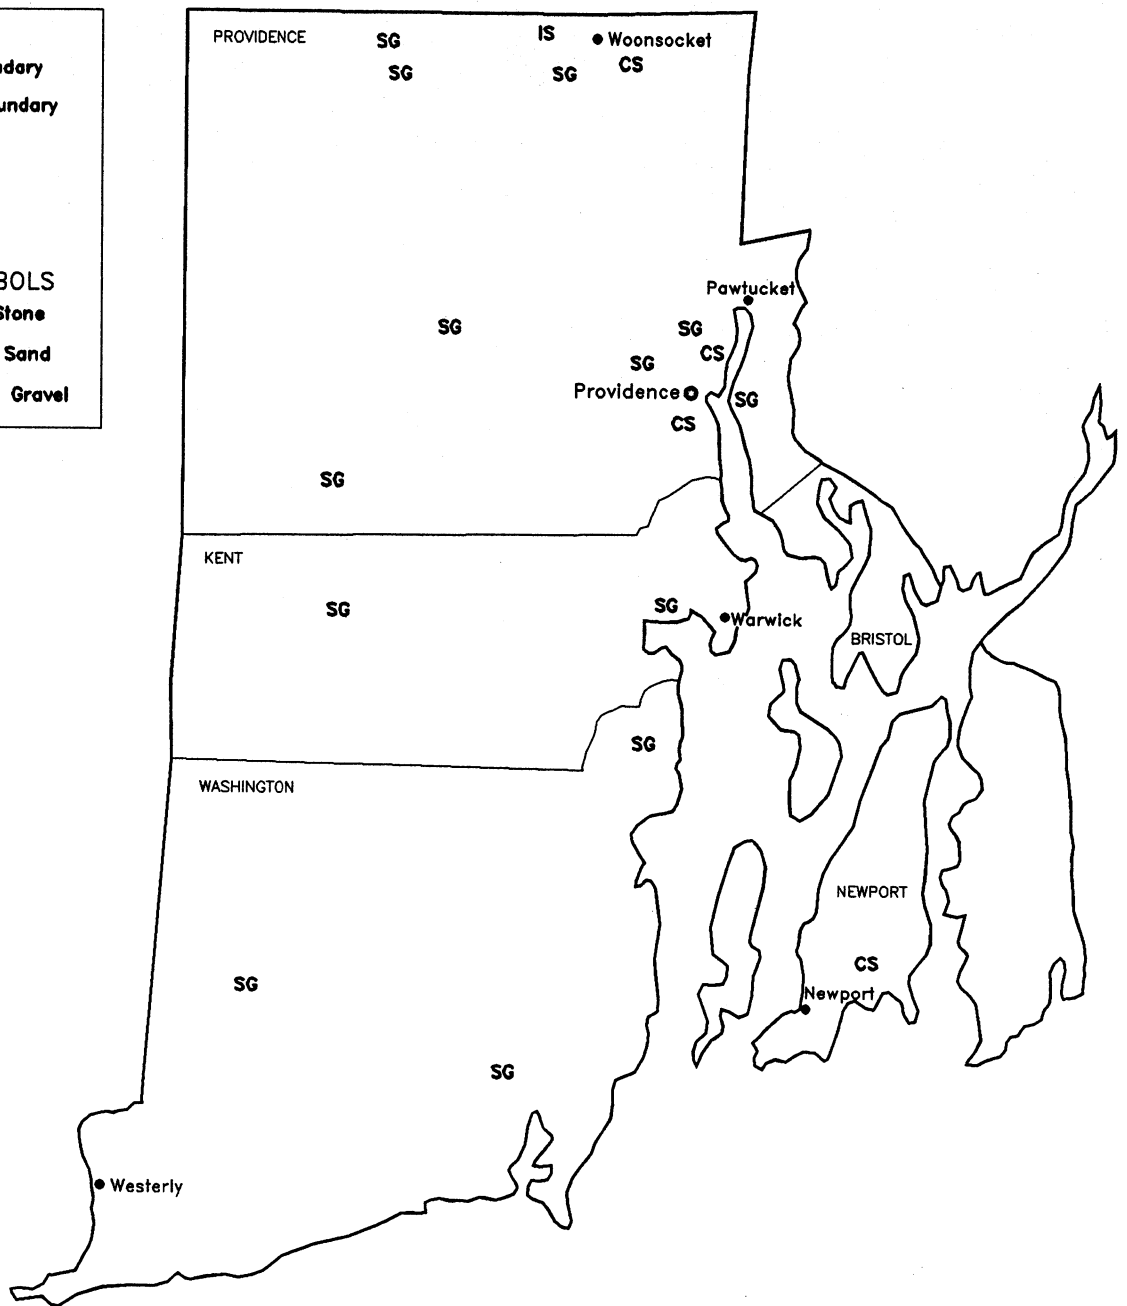 PROVIDENCE
SG
IS
Woonsocket
SG
SG
CS
undary
BOLS
Stone
Sand
Gravel
Pawtucket
SG
SG
CS
SG
Providence
SG
CS
SG
KENT
SG
SG
Warwick
BRISTOL
SG
WASHINGTON
NEWPORT
CS
SG
Newport
SG
Westerly